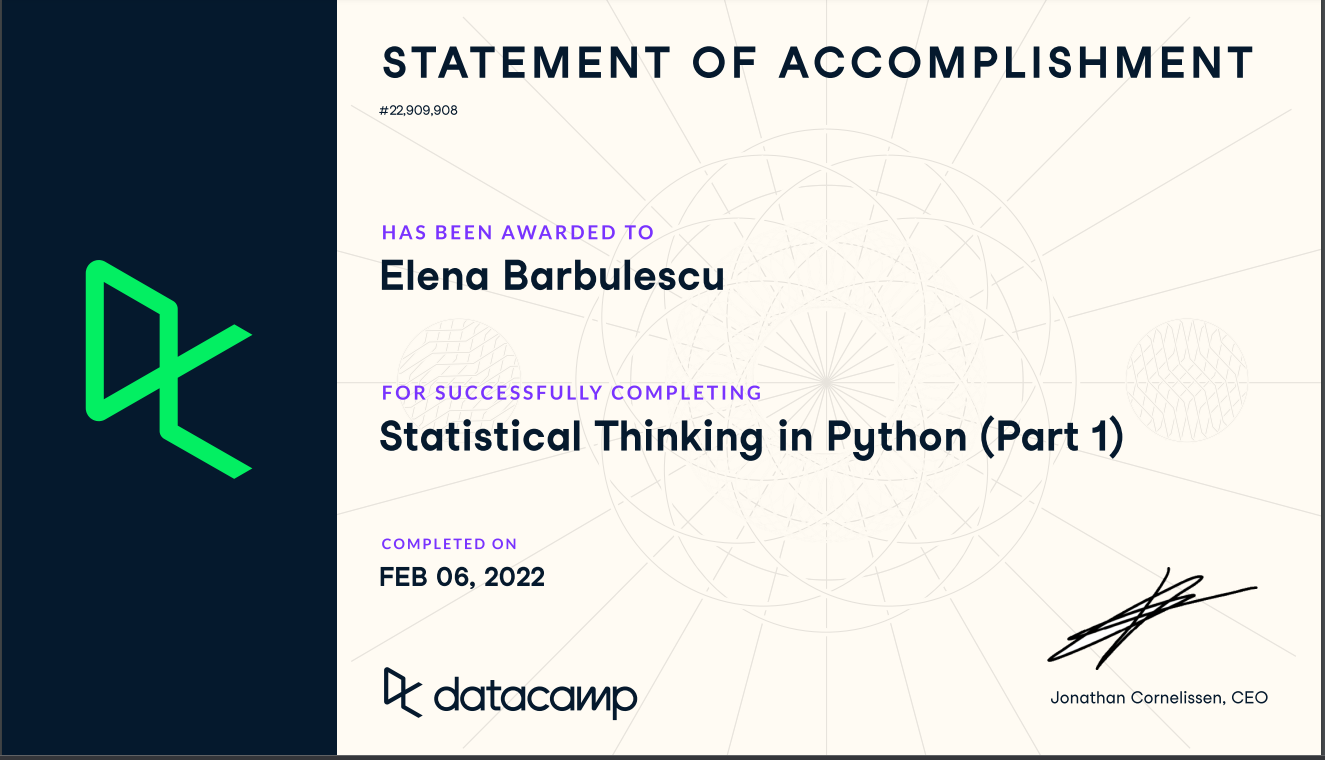 STATEMENT OF ACCOMPLISHMENT
#22,909,908
HAS BEEN AWARDED TO
Elena Barbulescu
FOR SUCCESSFULLY COMPLETING
Statistical Thinking in Python (Part 1)
COMPLETED ON
FEB 06, 2022
datacamp
Jonathan Cornelissen, CEO